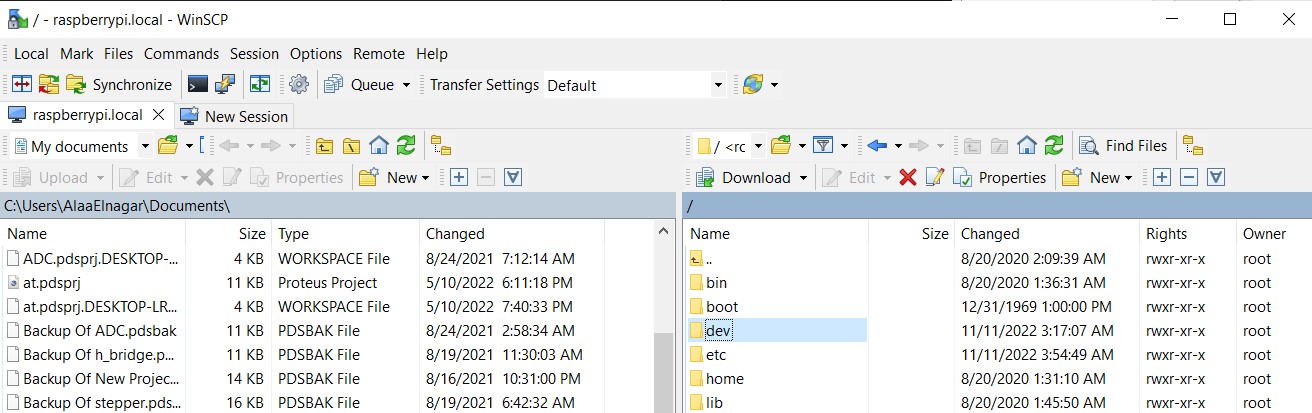 / - raspberrypi.local - WinSCP
Local Mark Files Commands Session Options Remote Help
Synchronize Queue Transfer Settings Default
raspberrypi.local New Session
My documents / <rc Find Files
Upload Edit Properties New Download Edit Properties New
C:\Users\AlaaElnagar\Documents\ /
Name Size Type Changed Name Size Changed Rights Owner
ADC.pdsprj.DESKTOP-... 4 KB WORKSPACE File 8/24/2021 7:12:14 AM .. 8/20/2020 2:09:39 AM rwxr-xr-x root
at.pdsprj 11 KB Proteus Project 5/10/2022 6:11:18 PM bin 8/20/2020 1:36:31 AM rwxr-xr-x root
at.pdsprj.DESKTOP-LR... 4 KB WORKSPACE File 5/10/2022 7:40:33 PM boot 12/31/1969 1:00:00 PM rwxr-xr-x root
Backup Of ADC.pdsbak 11 KB PDSBAK File 8/24/2021 2:58:34 AM dev 11/11/2022 3:17:07 AM rwxr-xr-x root
Backup Of h_bridge.p... 11 KB PDSBAK File 8/19/2021 11:30:03 AM etc 11/11/2022 3:54:49 AM rwxr-xr-x root
Backup Of New Projec... 14 KB PDSBAK File 8/16/2021 10:31:00 PM home 8/20/2020 1:31:10 AM rwxr-xr-x root
Backup Of stepper.pds... 16 KB PDSBAK File 8/19/2021 6:42:32 AM lib 8/20/2020 1:45:50 AM rwxr-xr-x root